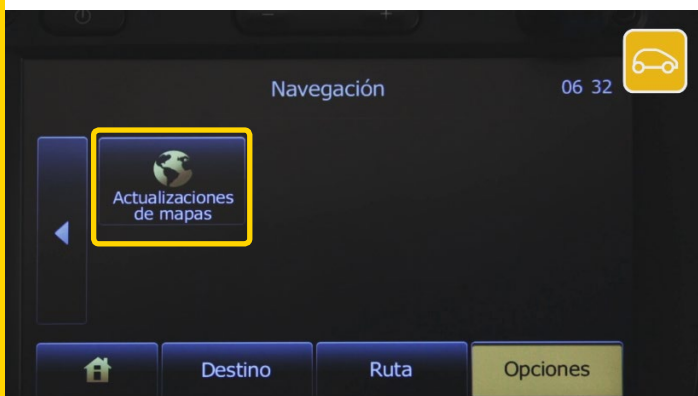 Navegación
06 32
Actualizaciones
de mapas
Destino
Ruta
Opciones